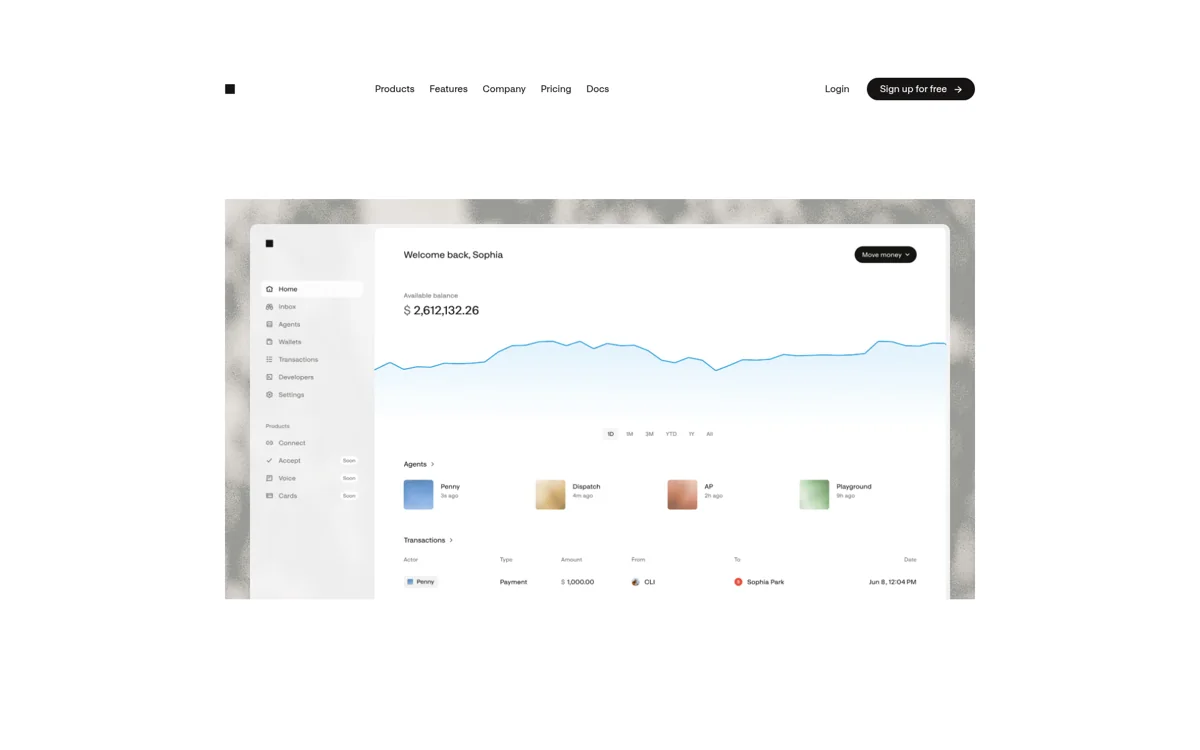 Products Features Company Pricing Docs Login Sign up for free →
Welcome back, Sophia
Move money
Home
Inbox
Agents
Wallets
Transactions
Developers
Settings
Products
Connect
Accept Soon
Voice Soon
Cards Soon
Available balance
$ 2,612,132.26
1D 1M 3M YTD 1Y All
Agents >
Penny
3s ago
Dispatch
4m ago
AP
2h ago
Playground
9h ago
Transactions >
Actor Type Amount From To Date
Penny Payment $ 1,000.00 CLI S Sophia Park Jun 8, 12:04 PM